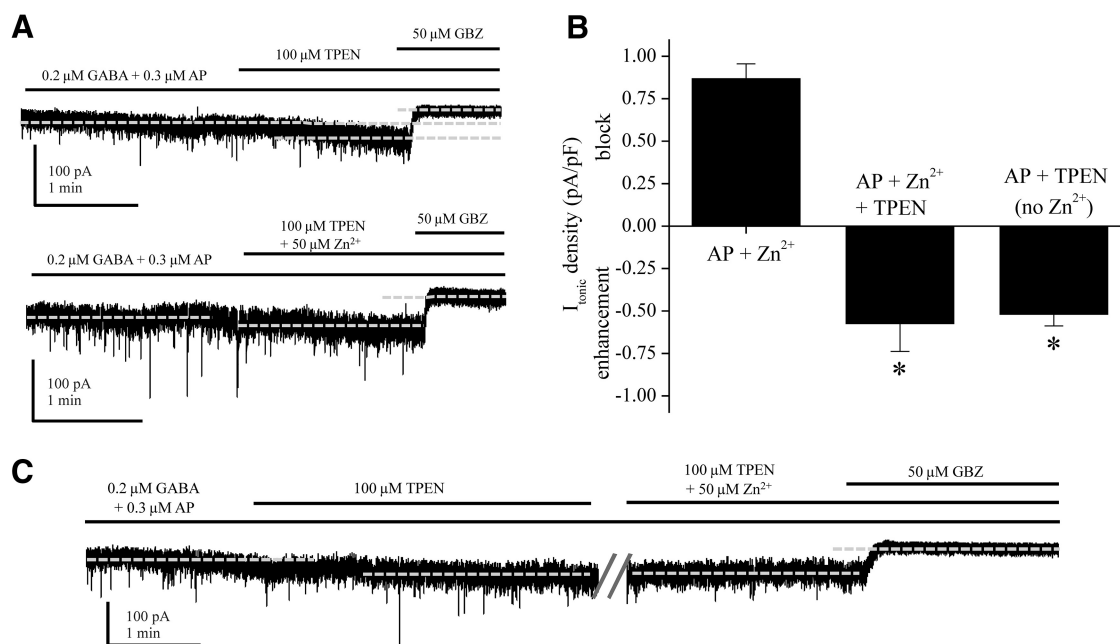 A
50 µM GBZ
100 µM TPEN
0.2 µM GABA + 0.3 µM AP
100 pA
1 min
50 µM GBZ
100 µM TPEN
+ 50 µM Zn2+
0.2 µM GABA + 0.3 µM AP
100 pA
1 min
B
Itonic density (pA/pF)
enhancement
block
1.00
0.75
0.50
0.25
0.00
-0.25
-0.50
-0.75
-1.00
AP + Zn2+
AP + Zn2+
+ TPEN
*
AP + TPEN
(no Zn2+)
*
C
0.2 µM GABA
+ 0.3 µM AP
100 µM TPEN
100 µM TPEN
+ 50 µM Zn2+
50 µM GBZ
100 pA
1 min